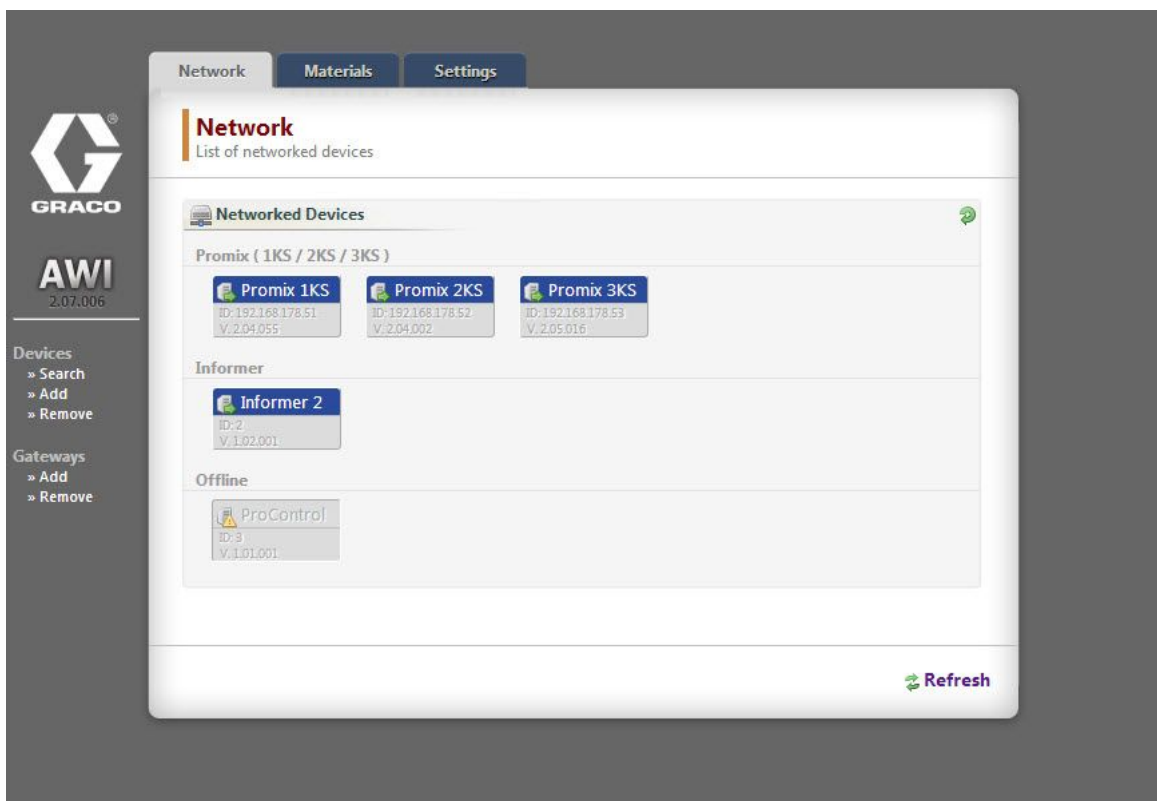 Network Materials Settings
®
GRACO
AWI
2.07.006
Devices
» Search
» Add
» Remove
Gateways
» Add
» Remove
Network
List of networked devices
Networked Devices
Promix ( 1KS / 2KS / 3KS )
Promix 1KS
ID: 192.168.178.51
V. 2.04.055
Promix 2KS
ID: 192.168.178.52
V. 2.04.002
Promix 3KS
ID: 192.168.178.53
V. 2.05.016
Informer
Informer 2
ID: 2
V. 1.02.001
Offline
ProControl
ID: 3
V. 1.01.001
Refresh